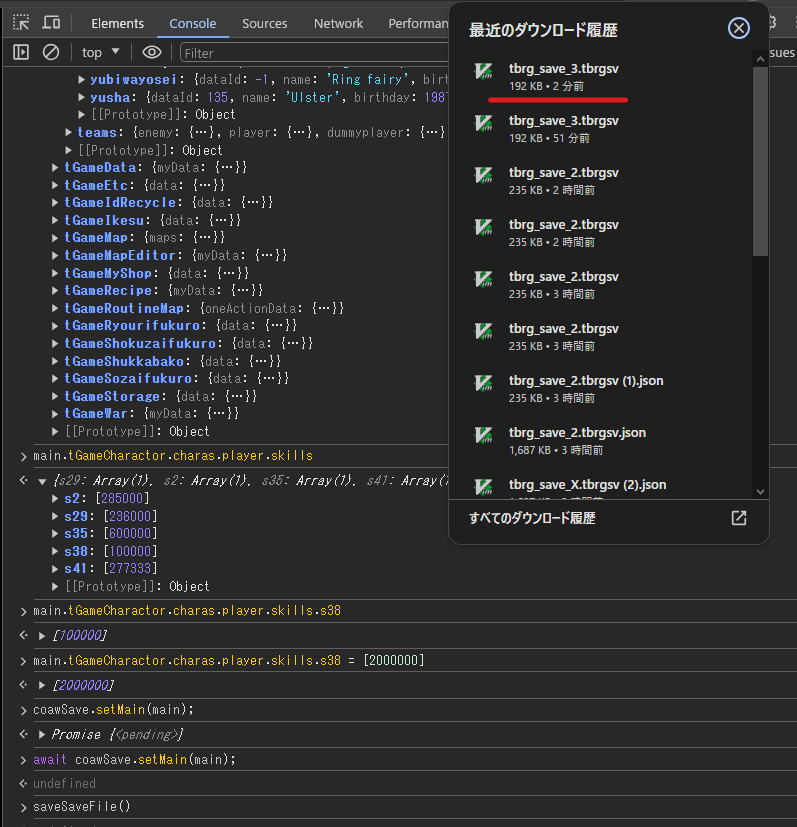 Elements Console Sources Network Performan
top Filter sues
yubiwayosei: {dataId: -1, name: 'Ring fairy', birt
yusha: {dataId: 135, name: 'Ulster', birthday: 198
[[Prototype]]: Object
teams: {enemy: {…}, player: {…}, dummyplayer: {…}
[[Prototype]]: Object
tGameData: {myData: {…}}
tGameEtc: {data: {…}}
tGameIdRecycle: {data: {…}}
tGameIkesu: {data: {…}}
tGameMap: {maps: {…}}
tGameMapEditor: {myData: {…}}
tGameMyShop: {data: {…}}
tGameRecipe: {myData: {…}}
tGameRoutineMap: {oneActionData: {…}}
tGameRyourifukuro: {data: {…}}
tGameShokuzaifukuro: {data: {…}}
tGameShukkabako: {data: {…}}
tGameSozaifukuro: {data: {…}}
tGameStorage: {data: {…}}
tGameWar: {myData: {…}}
[[Prototype]]: Object
main.tGameCharactor.charas.player.skills
{s29: Array(1), s2: Array(1), s35: Array(1), s41: Array(
s2: [285000]
s29: [236000]
s35: [600000]
s38: [100000]
s41: [277333]
[[Prototype]]: Object
main.tGameCharactor.charas.player.skills.s38
[100000]
main.tGameCharactor.charas.player.skills.s38 = [2000000]
[2000000]
coawSave.setMain(main);
Promise {<pending>}
await coawSave.setMain(main);
undefined
saveSaveFile()
最近のダウンロード履歴
tbrg_save_3.tbrgsv
192 KB • 2 分前
tbrg_save_3.tbrgsv
192 KB • 51 分前
tbrg_save_2.tbrgsv
235 KB • 2 時間前
tbrg_save_2.tbrgsv
235 KB • 2 時間前
tbrg_save_2.tbrgsv
235 KB • 3 時間前
tbrg_save_2.tbrgsv
235 KB • 3 時間前
tbrg_save_2.tbrgsv (1).json
235 KB • 3 時間前
tbrg_save_2.tbrgsv.json
1,687 KB • 3 時間前
tbrg_save_X.tbrgsv (2).json
すべてのダウンロード履歴